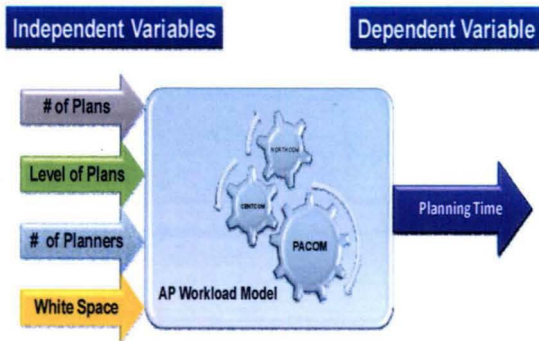 Independent Variables
Dependent Variable
# of Plans
Level of Plans
# of Planners
White Space
NORTHCOM
CENTCOM
PACOM
AP Workload Model
Planning Time